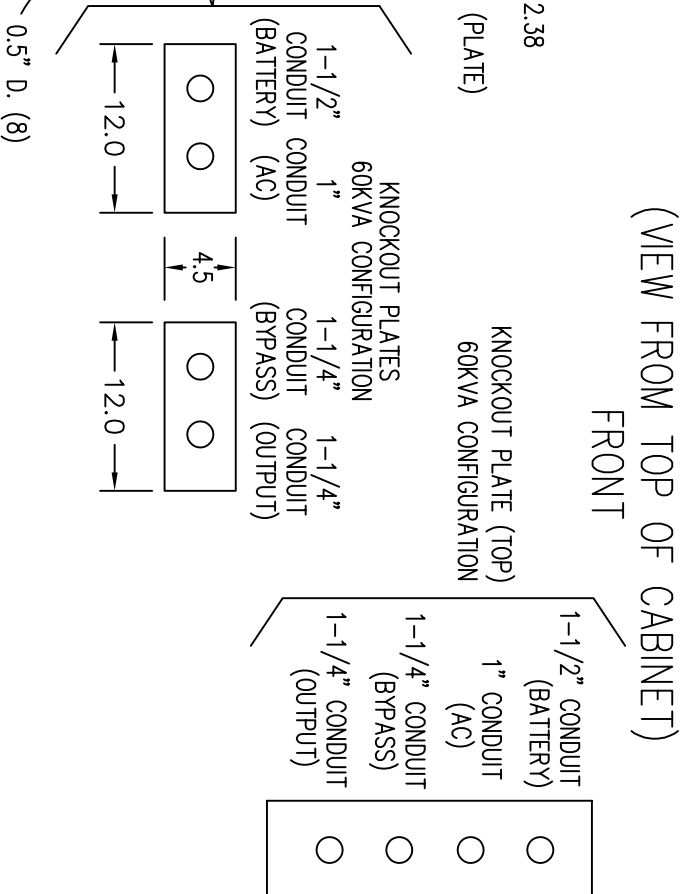 (VIEW FROM TOP OF CABINET)
FRONT
2.38
(PLATE)
KNOCKOUT PLATE (TOP)
60KVA CONFIGURATION
1-1/2" CONDUIT
(BATTERY)
1" CONDUIT
(AC)
1-1/4" CONDUIT
(BYPASS)
1-1/4" CONDUIT
(OUTPUT)
KNOCKOUT PLATES
60KVA CONFIGURATION
1-1/2"
CONDUIT
(BATTERY)
1"
CONDUIT
(AC)
1-1/4"
CONDUIT
(BYPASS)
1-1/4"
CONDUIT
(OUTPUT)
4.5
12.0
12.0
0.5" D. (8)